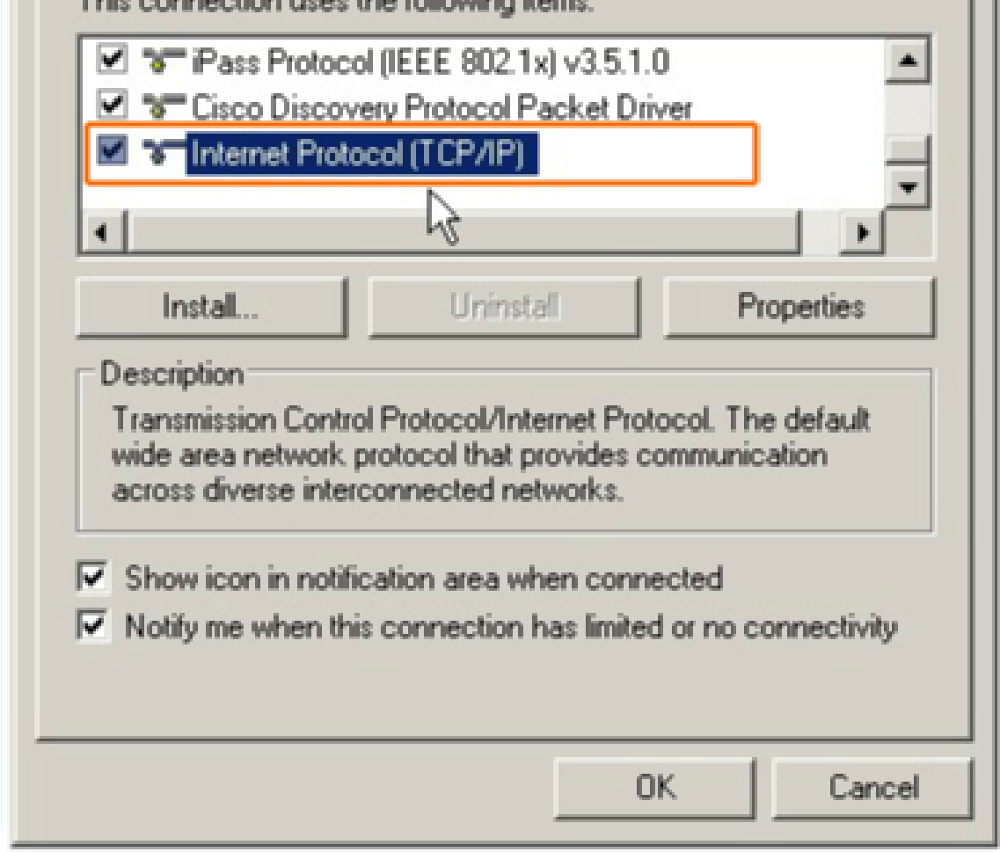 This connection uses the following items:
iPass Protocol (IEEE 802.1x) v3.5.1.0
Cisco Discovery Protocol Packet Driver
Internet Protocol (TCP/IP)
Install...
Uninstall
Properties
Description
Transmission Control Protocol/Internet Protocol. The default
wide area network protocol that provides communication
across diverse interconnected networks.
Show icon in notification area when connected
Notify me when this connection has limited or no connectivity
OK
Cancel